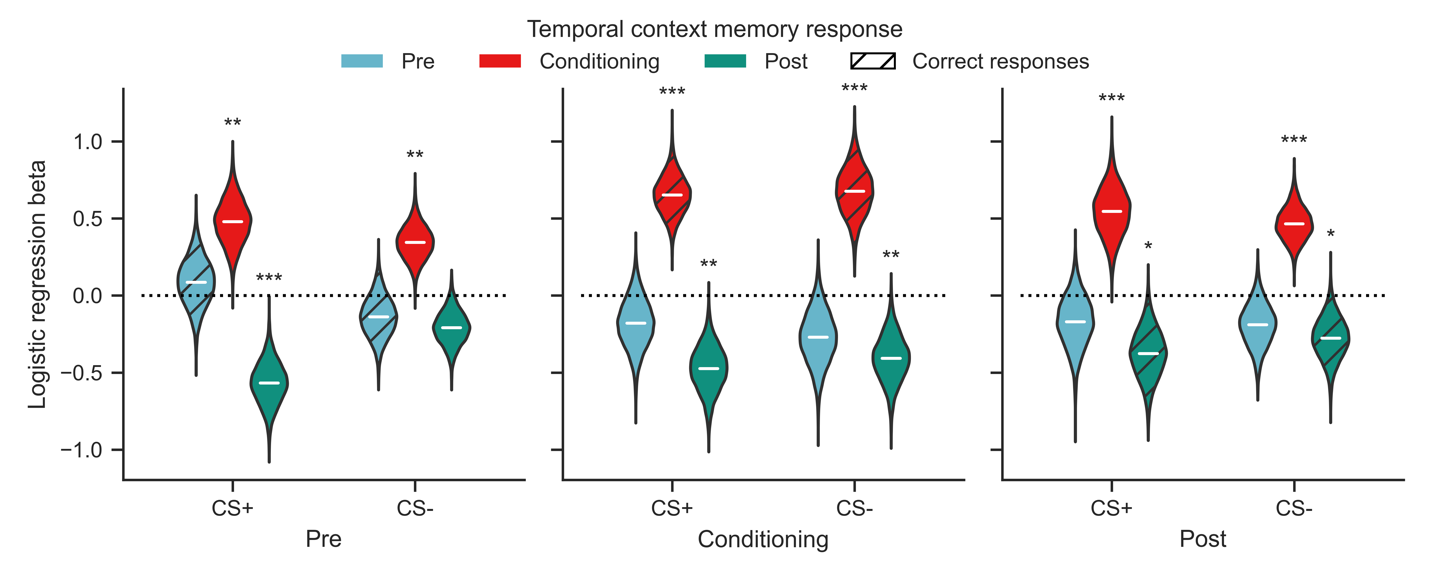 Temporal context memory response
Pre Conditioning Post Correct responses
Logistic regression beta
1.0
0.5
0.0
−0.5
−1.0
** *** **
*** ** *** **
*** * *** *
CS+ CS- CS+ CS- CS+ CS-
Pre Conditioning Post